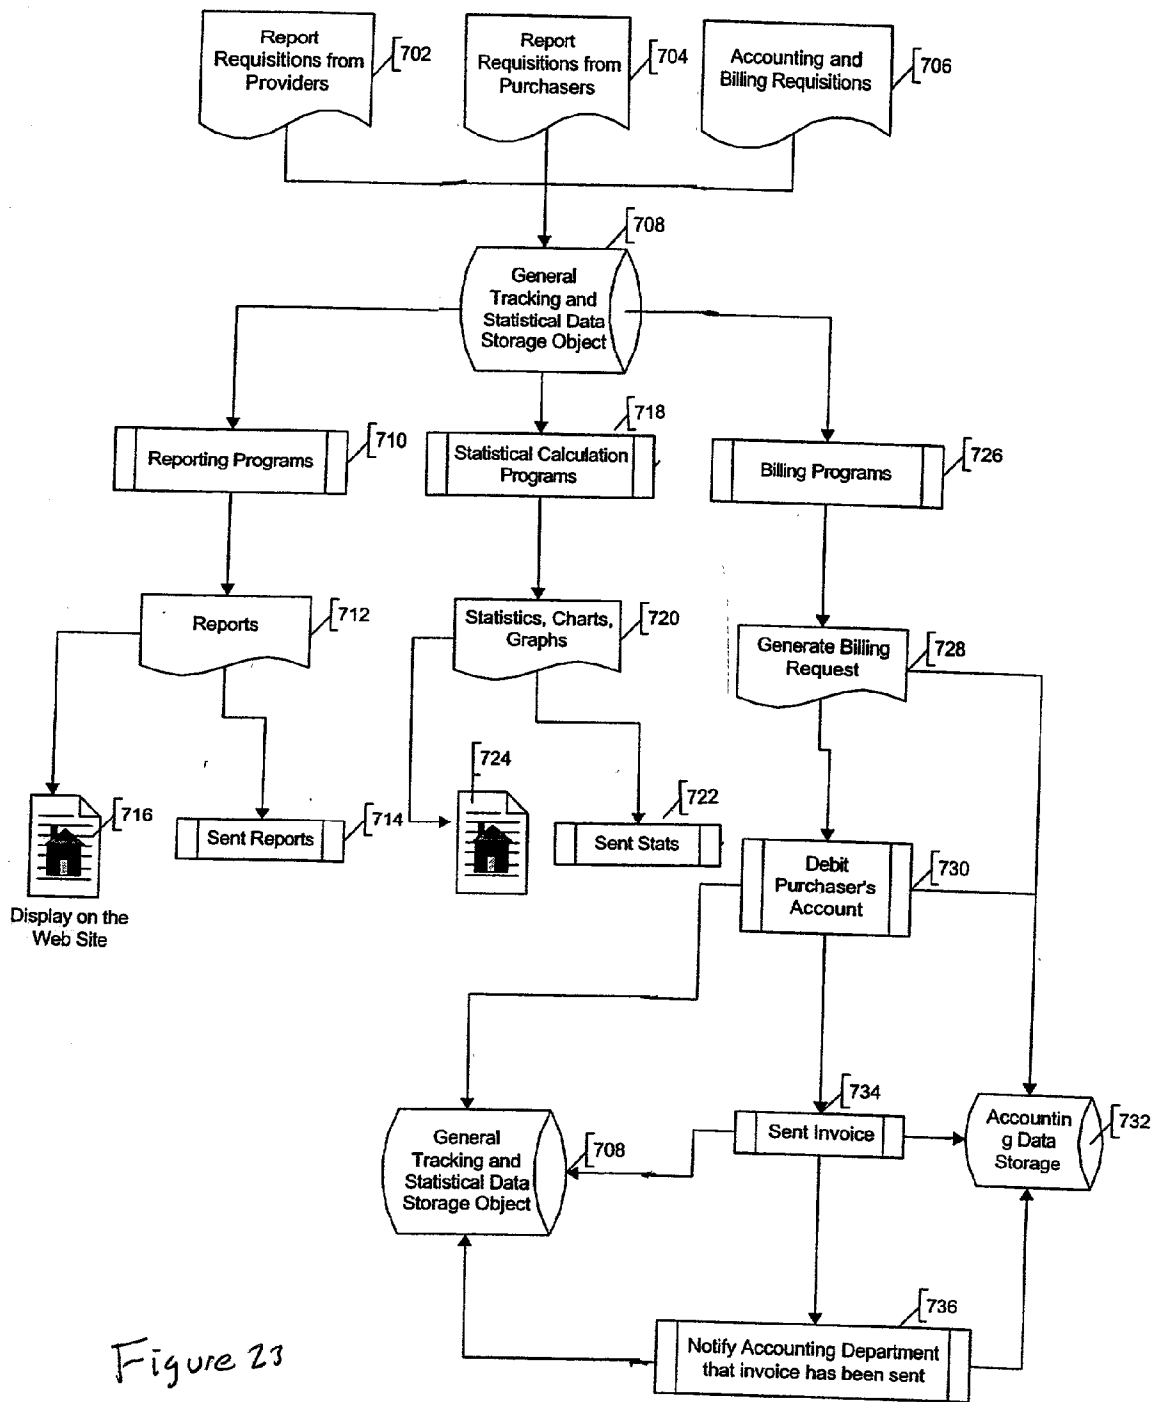 Report
Requisitions from
Providers
702
Report
Requisitions from
Purchasers
704
Accounting and
Billing Requisitions
706
708
General
Tracking and
Statistical Data
Storage Object
710
Reporting Programs
718
Statistical Calculation
Programs
726
Billing Programs
712
Reports
720
Statistics, Charts,
Graphs
728
Generate Billing
Request
716
Display on the
Web Site
714
Sent Reports
724
722
Sent Stats
730
Debit
Purchaser's
Account
734
Sent Invoice
732
Accountin
g Data
Storage
708
General
Tracking and
Statistical Data
Storage Object
736
Notify Accounting Department
that invoice has been sent
Figure 23